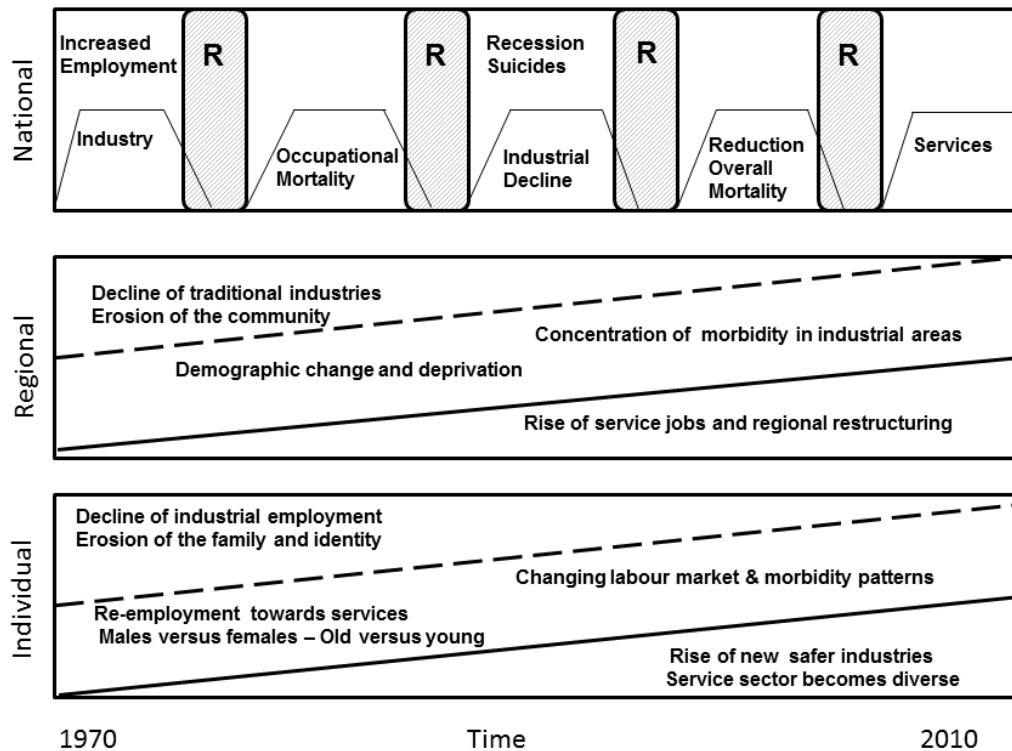 National
Increased
Employment
R
R
Recession
Suicides
R
R
Industry
Occupational
Mortality
Industrial
Decline
Reduction
Overall
Mortality
Services
Regional
Decline of traditional industries
Erosion of the community
Concentration of morbidity in industrial areas
Demographic change and deprivation
Rise of service jobs and regional restructuring
Individual
Decline of industrial employment
Erosion of the family and identity
Changing labour market & morbidity patterns
Re-employment towards services
Males versus females – Old versus young
Rise of new safer industries
Service sector becomes diverse
1970
Time
2010